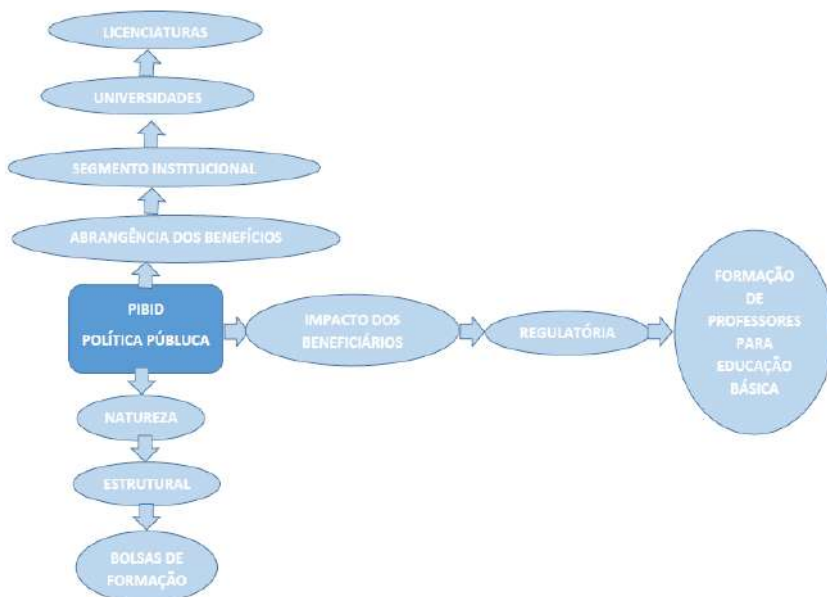 LICENCIATURAS
UNIVERSIDADES
SEGMENTO INSTITUCIONAL
ABRANGÊNCIA DOS BENEFÍCIOS
PIBID
POLÍTICA PÚBLUCA
IMPACTO DOS
BENEFICIÁRIOS
REGULATÓRIA
FORMAÇÃO
DE
PROFESSORES
PARA
EDUCAÇÃO
BÁSICA
NATUREZA
ESTRUTURAL
BOLSAS DE
FORMAÇÃO